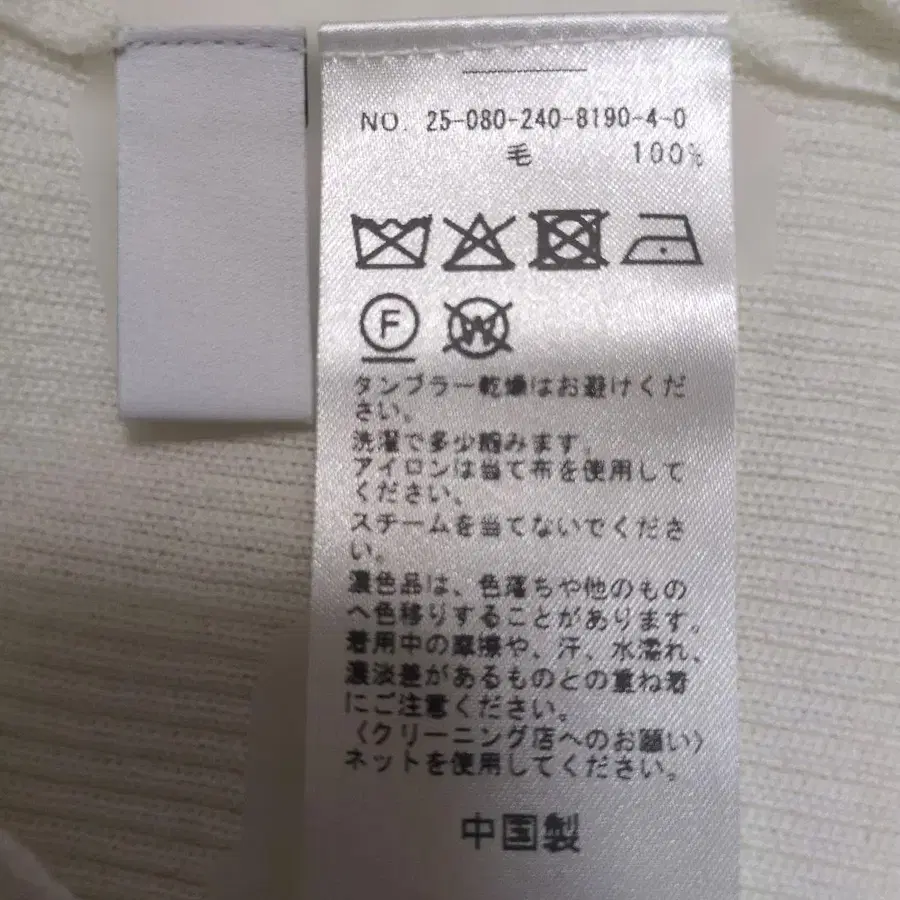 NO. 25-080-240-8190-4-0
毛 100%
F
W
タンブラー乾燥はお避けくだ
さい。
洗濯で多少縮みます。
アイロンは当て布を使用して
ください。
スチームを当てないでくださ
い。
濃色品は、色落ちや他のもの
へ色移りすることがあります。
着用中の摩擦や、汗、水濡れ、
濃淡差があるものとの重ね着
にご注意ください。
〈クリーニング店へのお願い〉
ネットを使用してください。
中国製